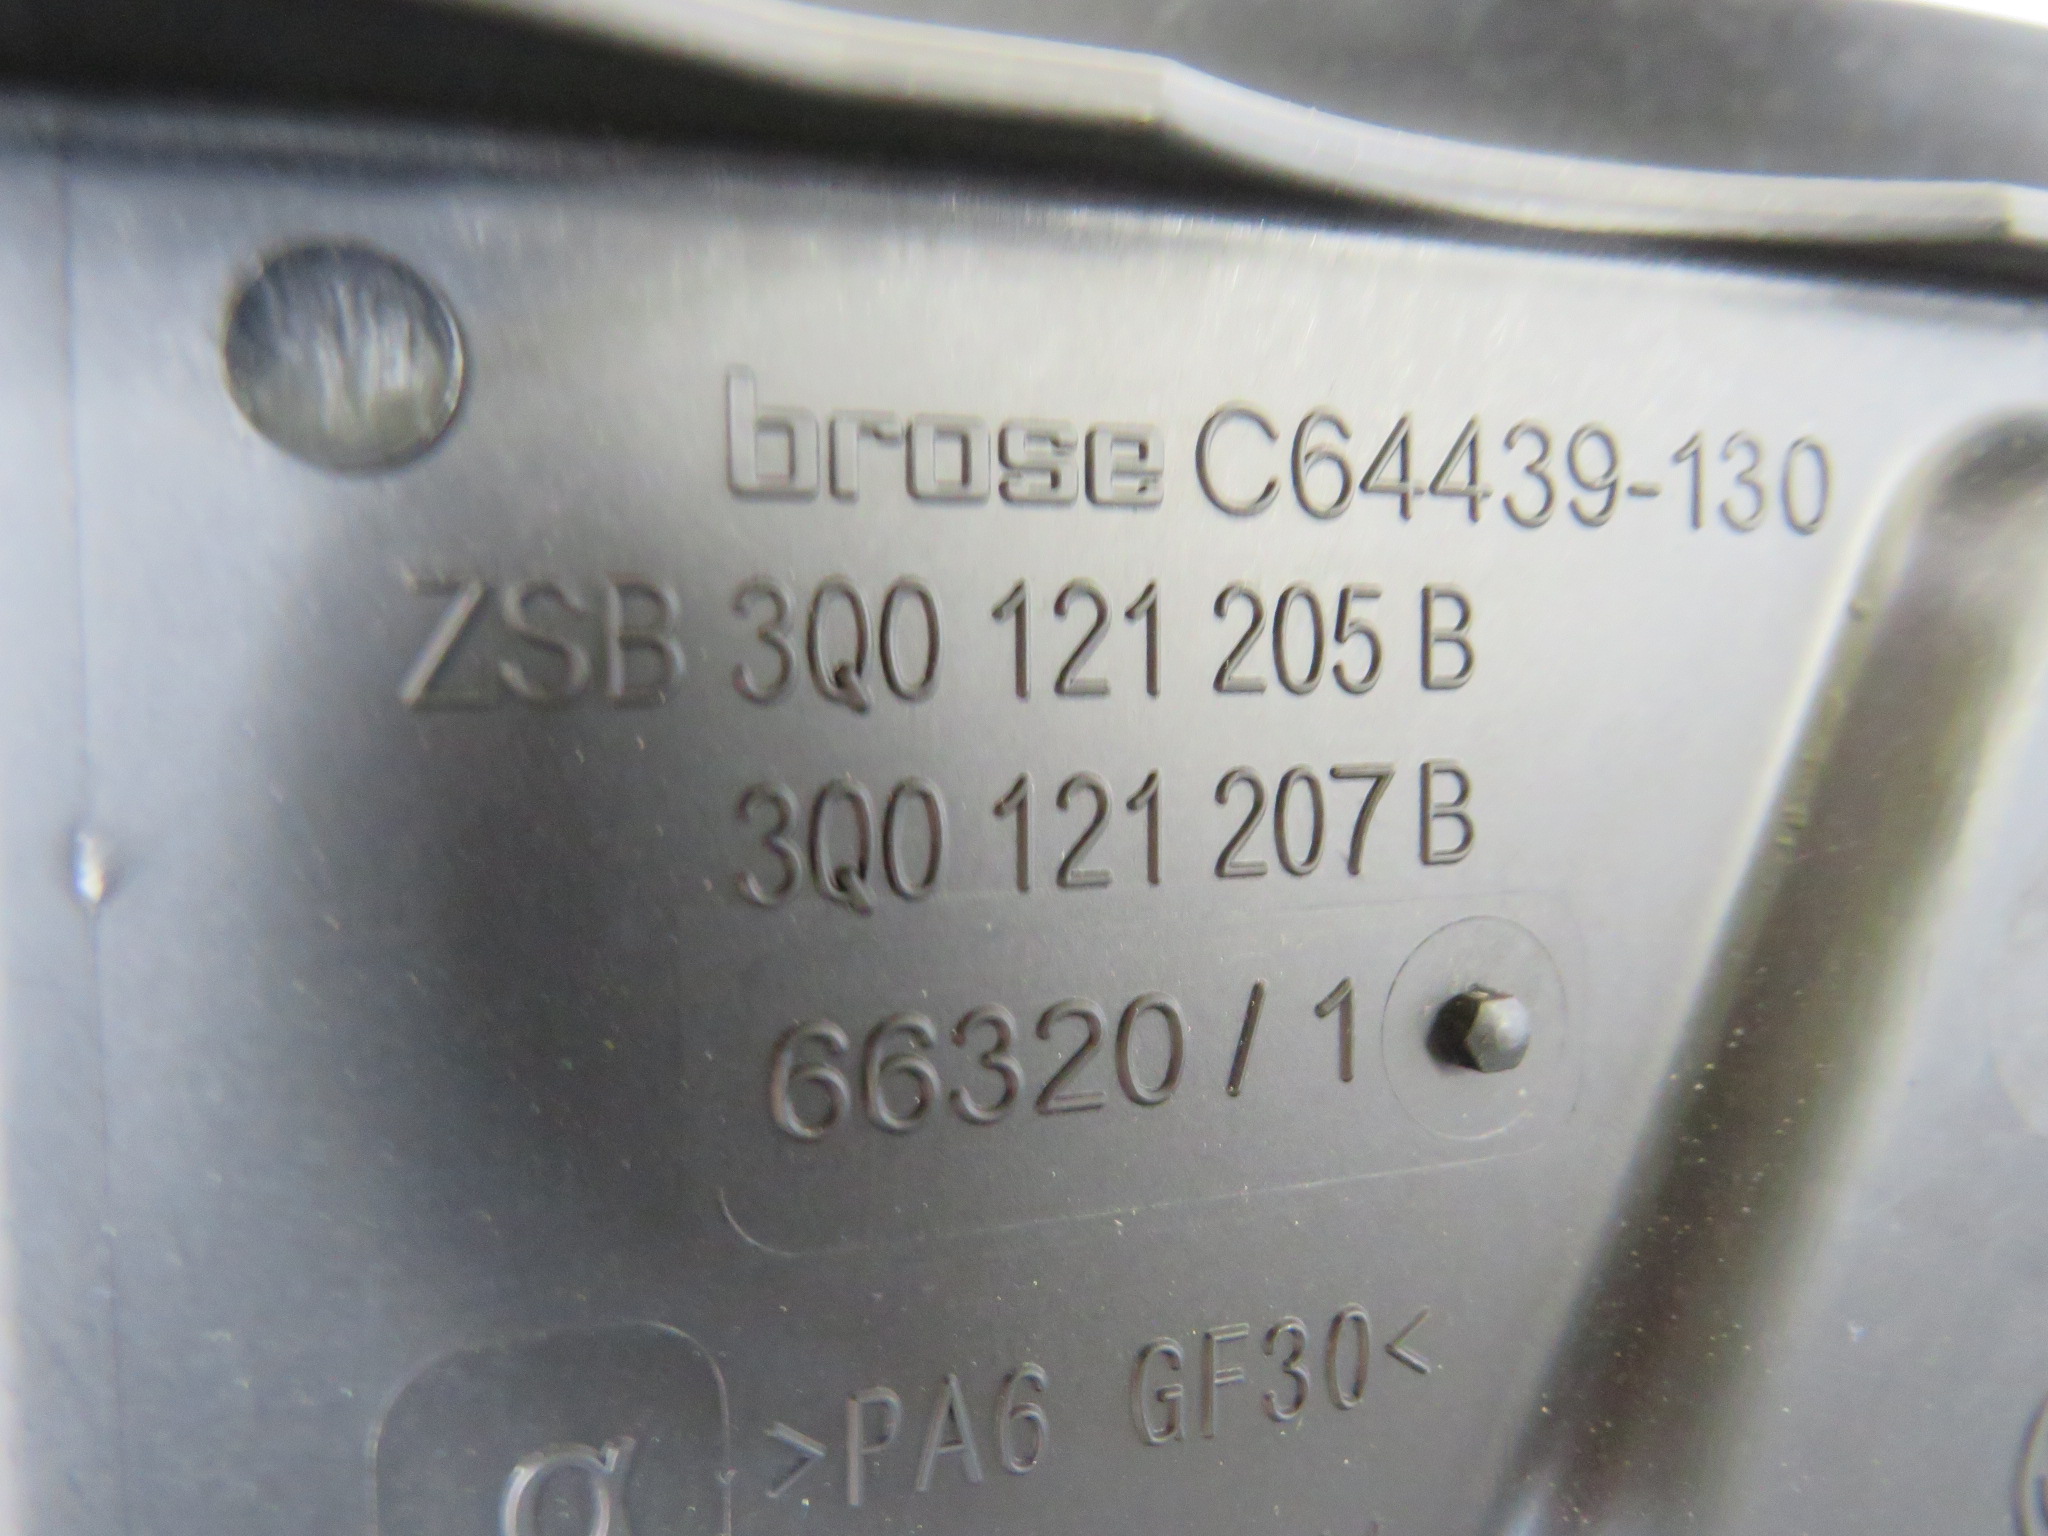 brose C64439-130
ZSB 3Q0 121 205 B
3Q0 121 207 B
66320 / 1
>PA6 GF30<